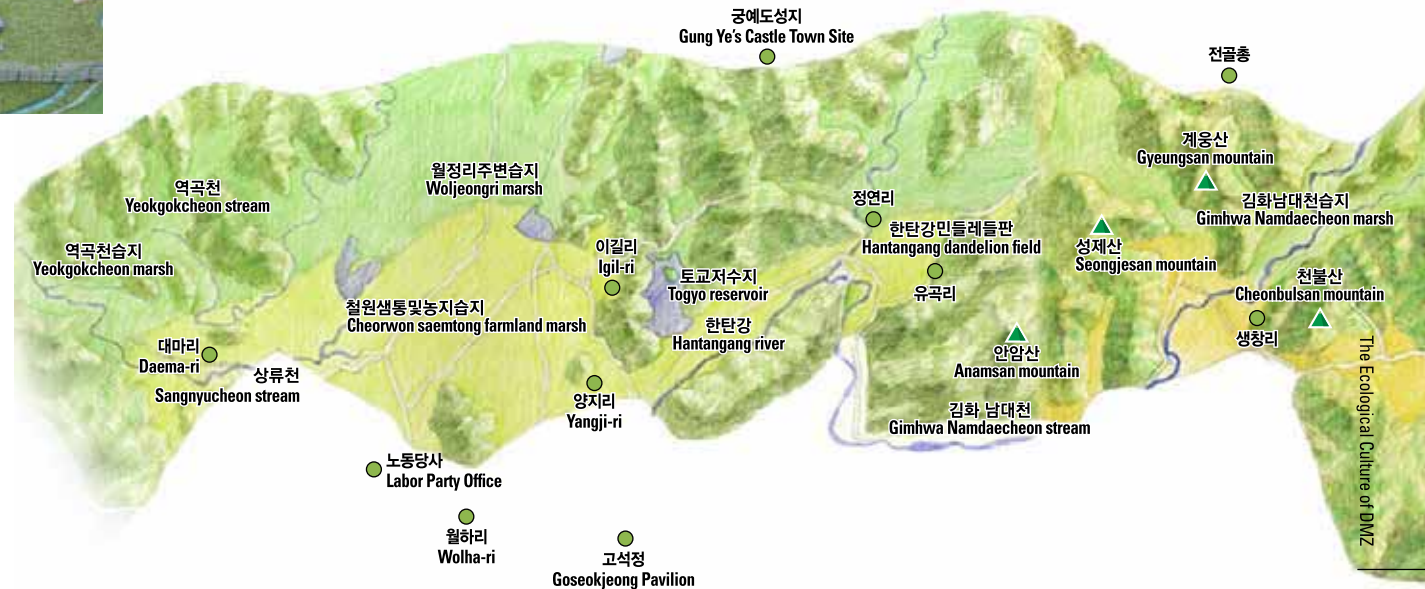 궁예도성지
Gung Ye's Castle Town Site
전골총
계웅산
Gyeungsan mountain
월정리주변습지
Woljeongri marsh
역곡천
Yeokgokcheon stream
정연리
김화남대천습지
Gimhwa Namdaecheon marsh
한탄강민들레들판
Hantangang dandelion field
역곡천습지
Yeokgokcheon marsh
이길리
Igil-ri
성제산
Seongjesan mountain
토교저수지
Togyo reservoir
유곡리
천불산
Cheonbulsan mountain
철원샘통및농지습지
Cheorwon saemtong farmland marsh
한탄강
Hantangang river
생창리
대마리
Daema-ri
안암산
Anamsan mountain
상류천
Sangnyucheon stream
양지리
Yangji-ri
김화 남대천
Gimhwa Namdaecheon stream
The Ecological Culture of DMZ
노동당사
Labor Party Office
월하리
Wolha-ri
고석정
Goseokjeong Pavilion